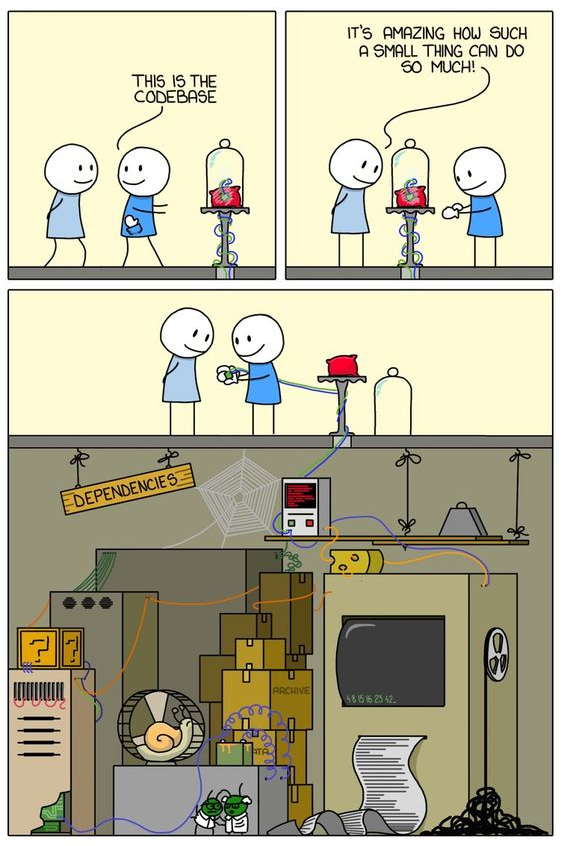 THIS IS THE
CODEBASE
IT'S AMAZING HOW SUCH
A SMALL THING CAN DO
SO MUCH!
DEPENDENCIES
?
?
ARCHIVE
4 8 15 16 23 42_
ATA